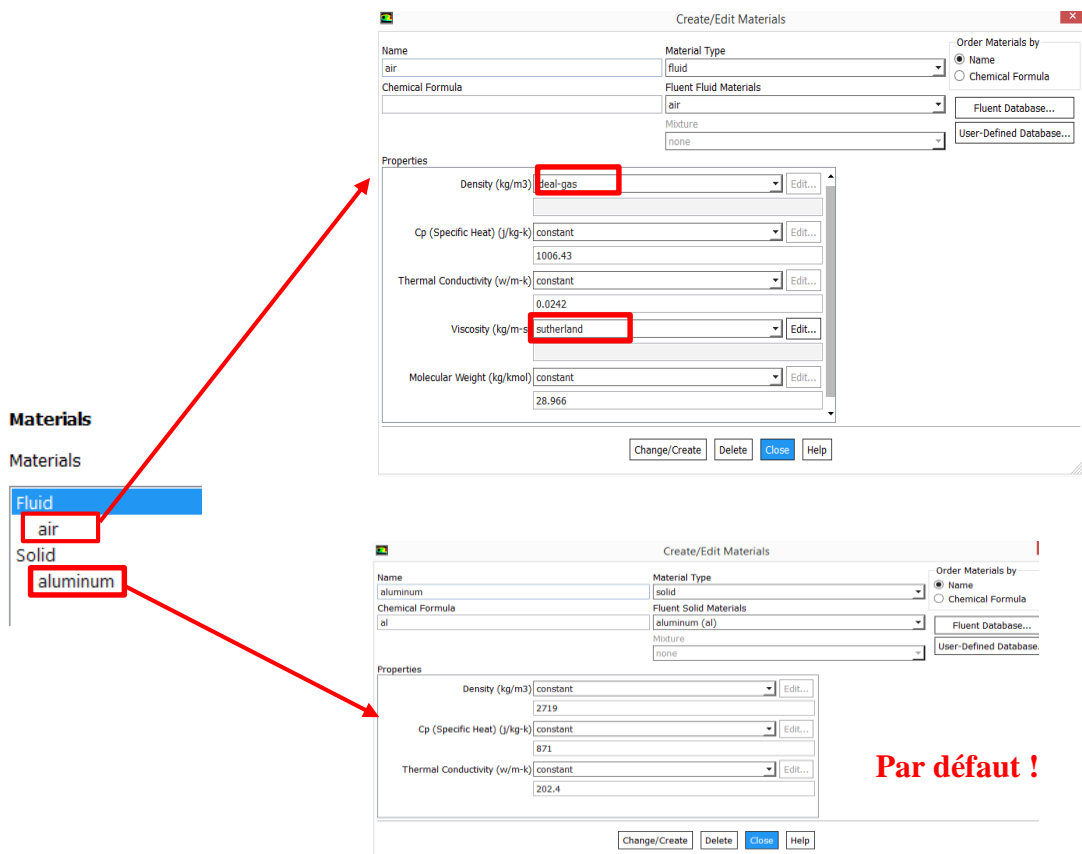 Create/Edit Materials
Name
air
Material Type
fluid
Order Materials by
Name
Chemical Formula
Chemical Formula
Fluent Fluid Materials
air
Fluent Database...
Mixture
none
User-Defined Database...
Properties
Density (kg/m3) deal-gas Edit...
Cp (Specific Heat) (j/kg-k) constant Edit...
1006.43
Thermal Conductivity (w/m-k) constant Edit...
0.0242
Viscosity (kg/m-s sutherland Edit...
Molecular Weight (kg/kmol) constant Edit...
28.966
Change/Create Delete Close Help
Materials
Materials
Fluid
air
Solid
aluminum
Create/Edit Materials
Name
aluminum
Material Type
solid
Order Materials by
Name
Chemical Formula
Chemical Formula
al
Fluent Solid Materials
aluminum (al)
Fluent Database...
Mixture
none
User-Defined Database.
Properties
Density (kg/m3) constant Edit...
2719
Cp (Specific Heat) (j/kg-k) constant Edit...
871
Thermal Conductivity (w/m-k) constant Edit...
202.4
Par défaut !
Change/Create Delete Close Help